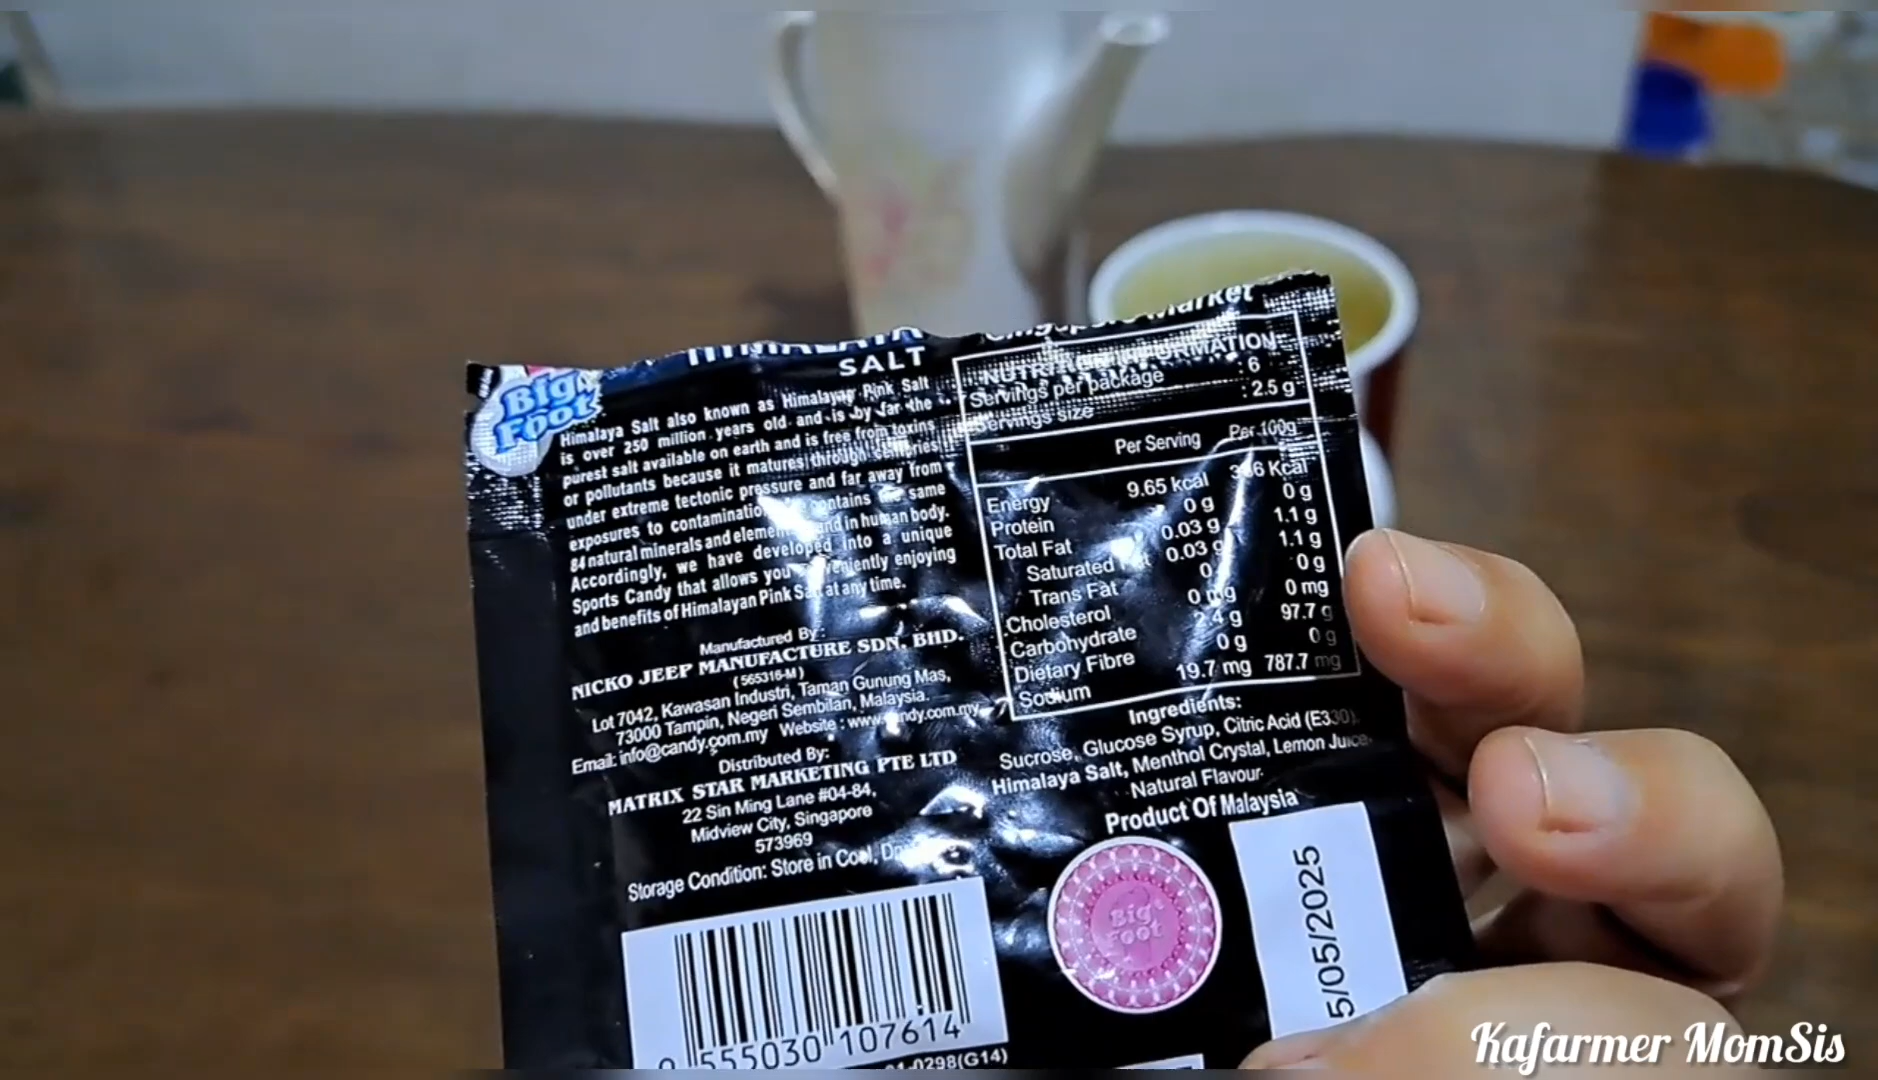 Big
Foot
SALT
Himalaya Salt also known as Himalayan Pink Salt
is over 250 million years old and is by far the
purest salt available on earth and is free from toxins
or pollutants because it matures through centuries
under extreme tectonic pressure and far away from
exposures to contamination contains same
84 natural minerals and elements in human body.
Accordingly, we have developed into a unique
Sports Candy that allows you enjoying
and benefits of Himalayan Pink Salt at any time.
Manufactured By :
NICKO JEEP MANUFACTURE SDN. BHD.
(565316-M)
Lot 7042, Kawasan Industri, Taman Gunung Mas,
73000 Tampin, Negeri Sembilan, Malaysia.
Email: info@candy.com.my Website :
Distributed By:
MATRIX STAR MARKETING PTE LTD
22 Sin Ming Lane #04-84,
Midview City, Singapore
573969
Storage Condition: Store in Cool,
555030 107614
0298(G14)
Market
NUTRITION INFORMATION
Servings per package : 6
Servings size : 2.5 g
Per Serving Per 100g
Energy 9.65 kcal Kcal
Protein 0 g 0 g
Total Fat 0.03 g 1.1 g
Saturated 0.03 g 1.1 g
Trans Fat 0 0 g
Cholesterol 0 mg 0 mg
Carbohydrate 2.4 g 97.7 g
Dietary Fibre 0 g 0 g
Sodium 19.7 mg 787.7 mg
Ingredients:
Sucrose, Glucose Syrup, Citric Acid (E330),
Himalaya Salt, Menthol Crystal, Lemon Juice
Natural Flavour.
Product Of Malaysia
Big
Foot
5/05/2025
Kafarmer MomSis